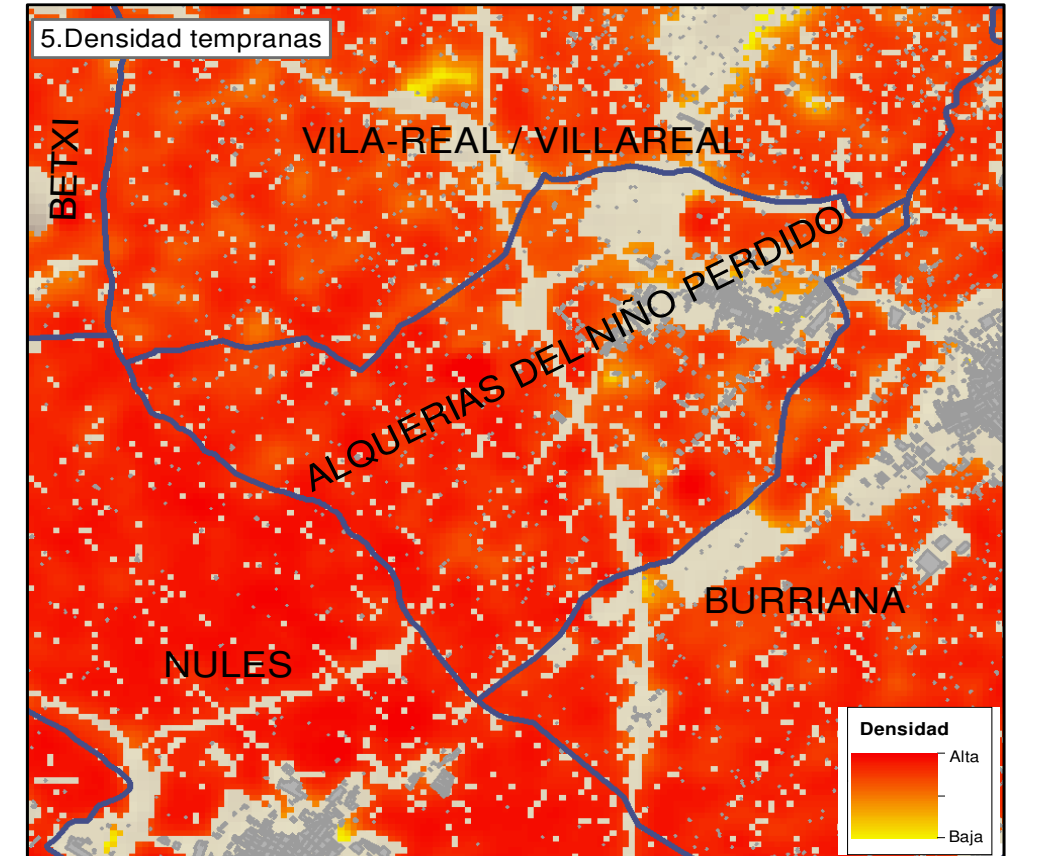 5.Densidad tempranas
BETXI
VILA-REAL / VILLAREAL
ALQUERIAS DEL NIÑO PERDIDO
BURRIANA
NULES
Densidad
Alta
Baja